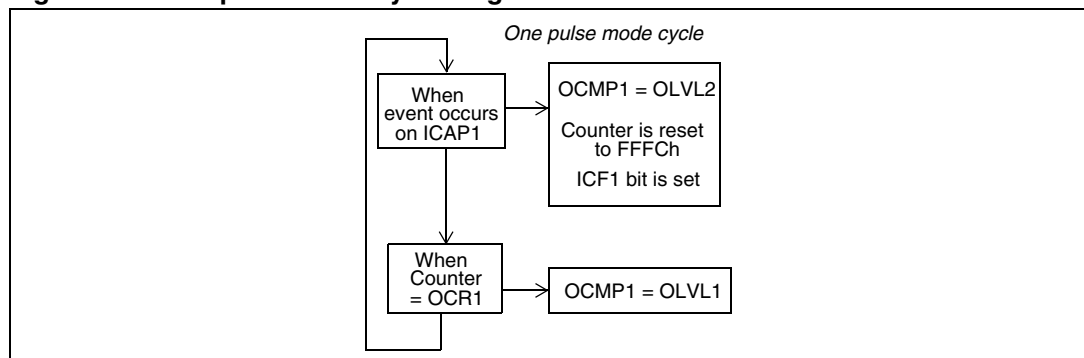 One pulse mode cycle
When
event occurs
on ICAP1
OCMP1 = OLVL2
Counter is reset
to FFFCh
ICF1 bit is set
When
Counter
= OCR1
OCMP1 = OLVL1